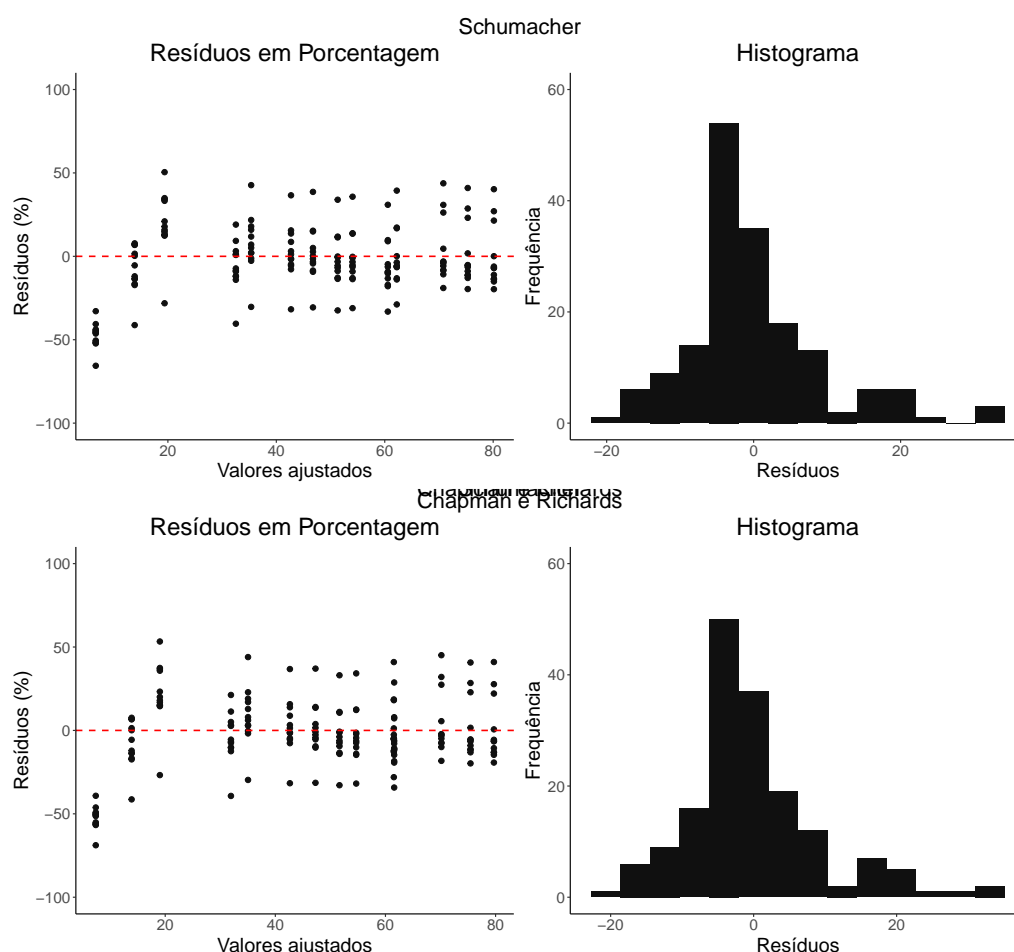 Schumacher
Resíduos em Porcentagem
Histograma
100
50
0
−50
−100
Resíduos (%)
20
40
60
80
Valores ajustados
60
40
20
0
Frequência
−20
0
20
Resíduos
Chapman e Richards
Resíduos em Porcentagem
Histograma
100
50
0
−50
−100
Resíduos (%)
20
40
60
80
Valores ajustados
60
40
20
0
Frequência
−20
0
20
Resíduos